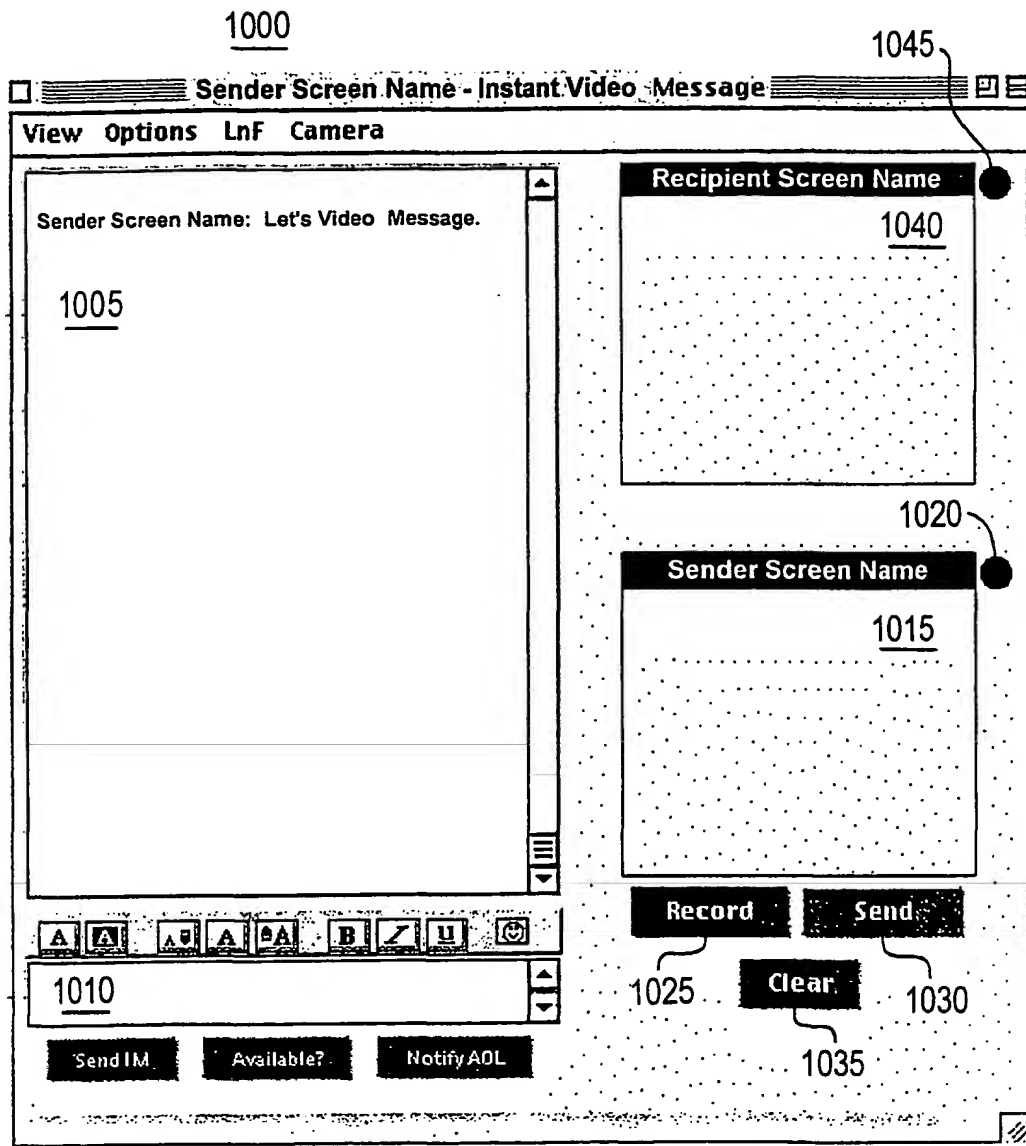 1000
1045
Sender Screen Name - Instant Video Message
View Options LnF Camera
Recipient Screen Name
1040
Sender Screen Name: Let's Video Message.
1005
1020
Sender Screen Name
1015
Record Send
A A A A A B I U
1025 Clear 1030
1010
1035
Send IM Available? Notify AOL